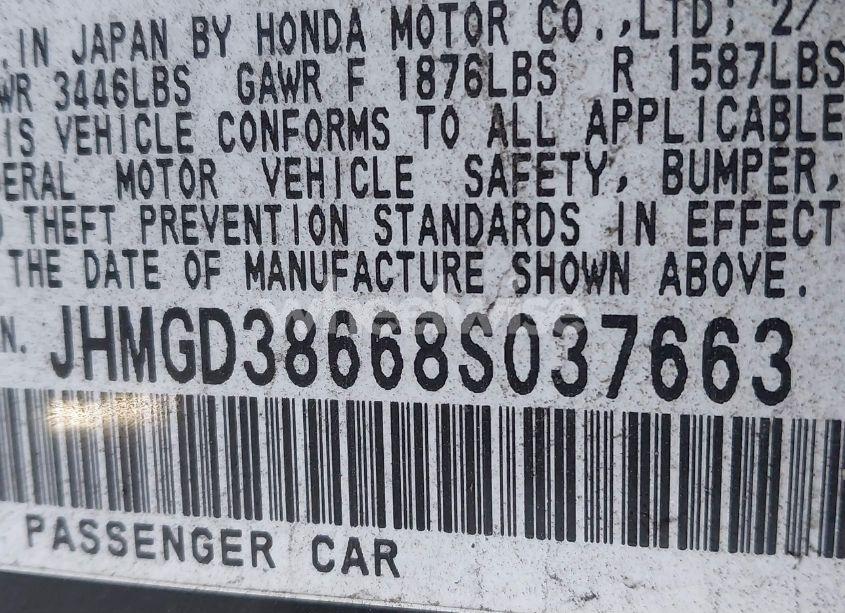 . IN JAPAN BY HONDA MOTOR CO.,LTD; 2/
WR 3446LBS GAWR F 1876LBS R 1587LBS
IS VEHICLE CONFORMS TO ALL APPLICABLE
ERAL MOTOR VEHICLE SAFETY, BUMPER,
THEFT PREVENTION STANDARDS IN EFFECT
THE DATE OF MANUFACTURE SHOWN ABOVE.
wheelwise
N. JHMGD38668S037663
PASSENGER CAR